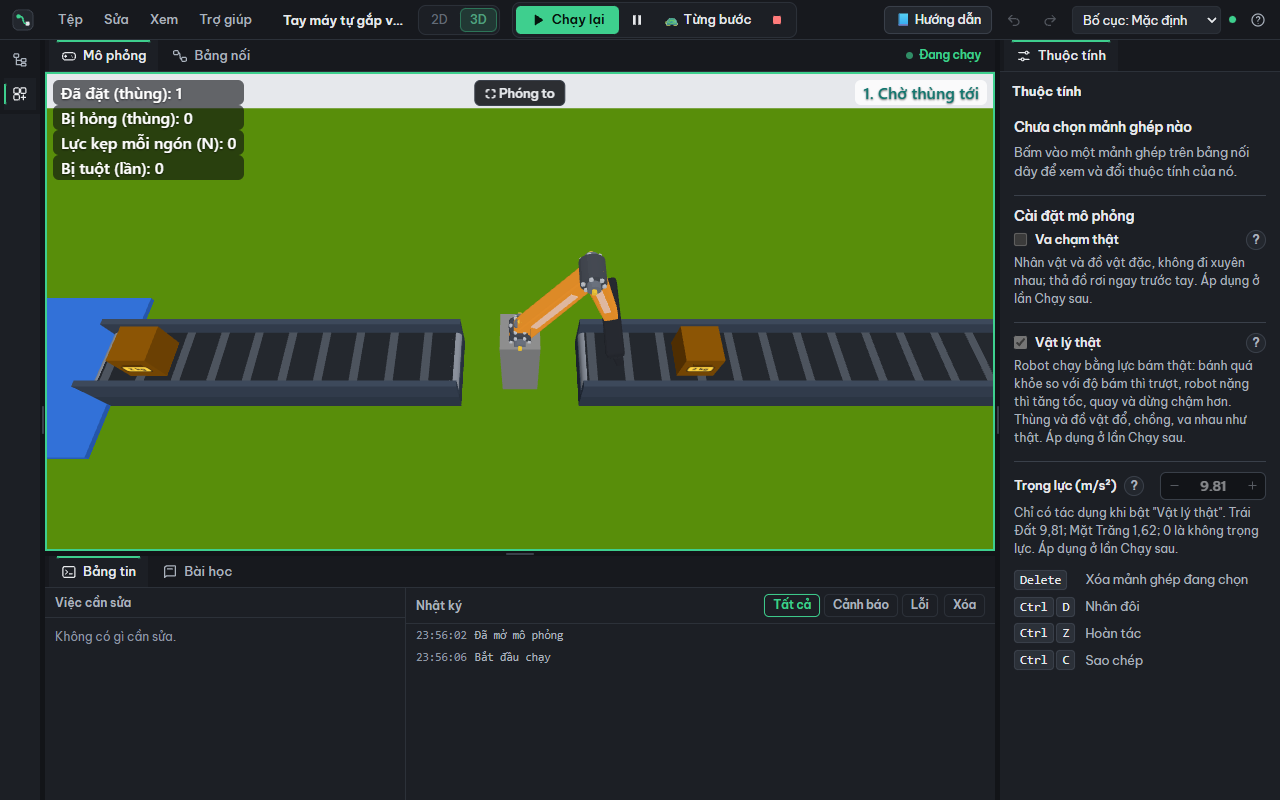 Tệp Sửa Xem Trợ giúp Tay máy tự gắp v... 2D 3D Chạy lại Từng bước Hướng dẫn Bố cục: Mặc định
Mô phỏng Bảng nối Đang chạy
Đã đặt (thùng): 1
Bị hỏng (thùng): 0
Lực kẹp mỗi ngón (N): 0
Bị tuột (lần): 0
Phóng to
1. Chờ thùng tới
Bảng tin Bài học
Việc cần sửa
Không có gì cần sửa.
Nhật ký Tất cả Cảnh báo Lỗi Xóa
23:56:02 Đã mở mô phỏng
23:56:06 Bắt đầu chạy
Thuộc tính
Thuộc tính
Chưa chọn mảnh ghép nào
Bấm vào một mảnh ghép trên bảng nối
dây để xem và đổi thuộc tính của nó.
Cài đặt mô phỏng
Va chạm thật ?
Nhân vật và đồ vật đặc, không đi xuyên
nhau; thả đồ rơi ngay trước tay. Áp dụng ở
lần Chạy sau.
Vật lý thật ?
Robot chạy bằng lực bám thật: bánh quá
khỏe so với độ bám thì trượt, robot nặng
thì tăng tốc, quay và dừng chậm hơn.
Thùng và đồ vật đổ, chồng, va nhau như
thật. Áp dụng ở lần Chạy sau.
Trọng lực (m/s²) ? − 9.81 +
Chỉ có tác dụng khi bật "Vật lý thật". Trái
Đất 9,81; Mặt Trăng 1,62; 0 là không trọng
lực. Áp dụng ở lần Chạy sau.
Delete Xóa mảnh ghép đang chọn
Ctrl D Nhân đôi
Ctrl Z Hoàn tác
Ctrl C Sao chép